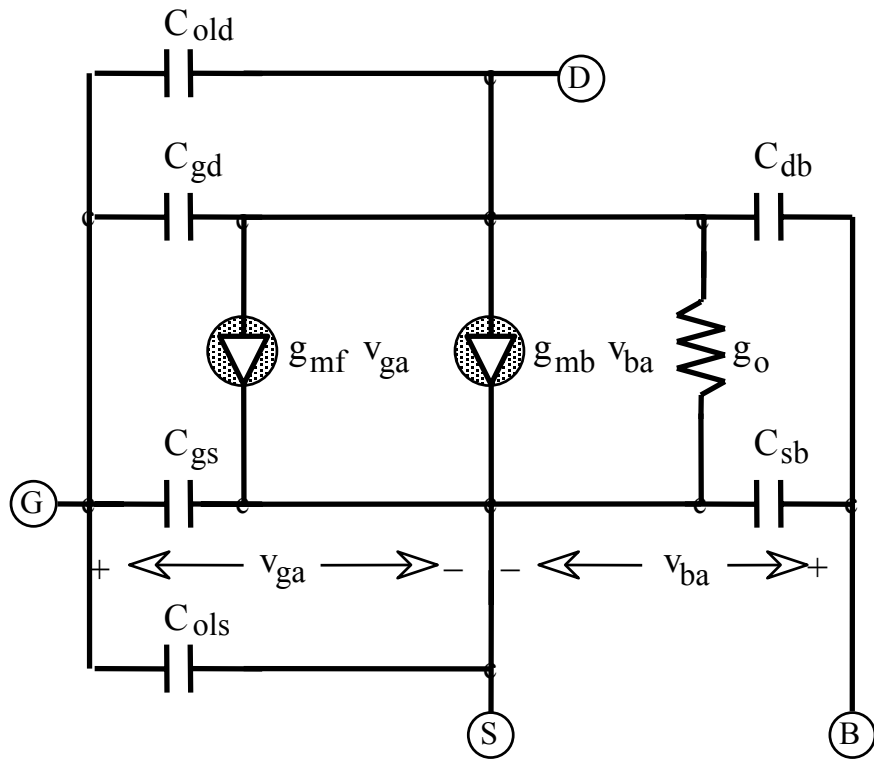 C_old
D
C_gd
C_db
g_mf v_ga
g_mb v_ba
g_o
C_gs
C_sb
G
+ v_ga – – v_ba +
C_ols
S
B